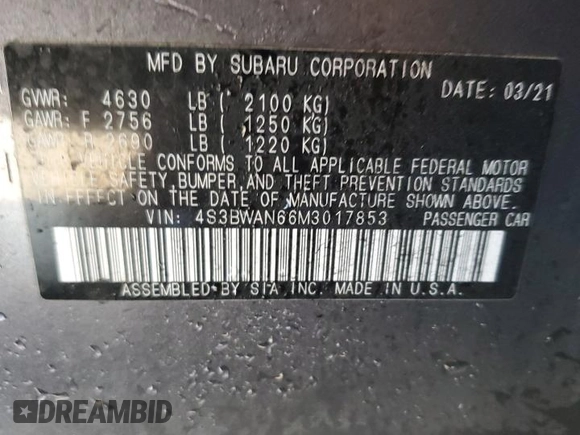 MFD BY SUBARU CORPORATION
GVWR: 4630 LB ( 2100 KG) DATE: 03/21
GAWR: F 2756 LB ( 1250 KG)
GAWR: R 2690 LB ( 1220 KG)
VEHICLE CONFORMS TO ALL APPLICABLE FEDERAL MOTOR
VEHICLE SAFETY, BUMPER, AND THEFT PREVENTION STANDARDS
IN EFFECT ON THE DATE OF MANUFACTURE SHOWN ABOVE.
VIN: 4S3BWAN66M3017853 PASSENGER CAR
ASSEMBLED BY SIA INC. MADE IN U.S.A.
DREAMBID